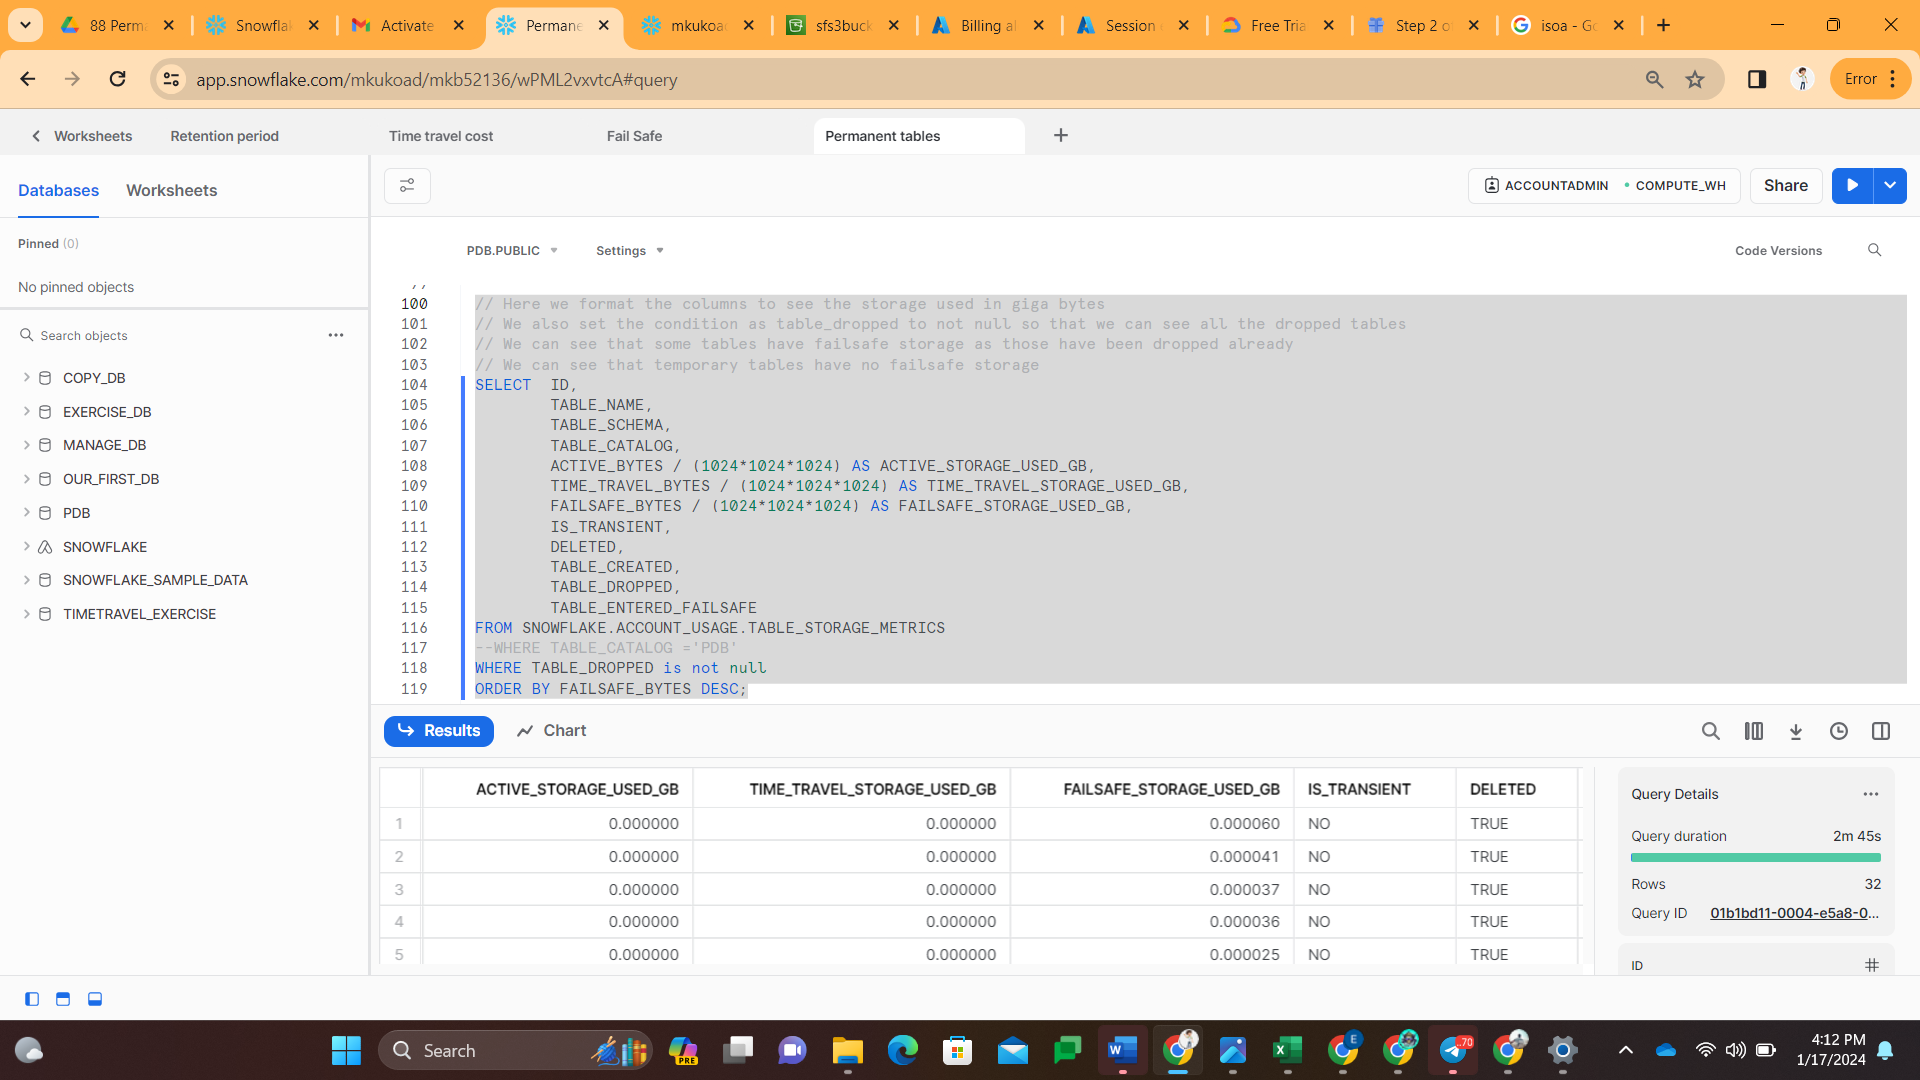 88 Perma
Snowflak
Activate
Permane
mkukoad
sfs3buck
Billing al
Session
Free Tria
Step 2 o
isoa - Go
app.snowflake.com/mkukoad/mkb52136/wPML2vxvtcA#query
Error
Worksheets
Retention period
Time travel cost
Fail Safe
Permanent tables
Databases
Worksheets
ACCOUNTADMIN
COMPUTE_WH
Share
Pinned (0)
No pinned objects
Search objects
COPY_DB
EXERCISE_DB
MANAGE_DB
OUR_FIRST_DB
PDB
SNOWFLAKE
SNOWFLAKE_SAMPLE_DATA
TIMETRAVEL_EXERCISE
PDB.PUBLIC
Settings
Code Versions
100 // Here we format the columns to see the storage used in giga bytes
101 // We also set the condition as table_dropped to not null so that we can see all the dropped tables
102 // We can see that some tables have failsafe storage as those have been dropped already
103 // We can see that temporary tables have no failsafe storage
104 SELECT  ID,
105 TABLE_NAME,
106 TABLE_SCHEMA,
107 TABLE_CATALOG,
108 ACTIVE_BYTES / (1024*1024*1024) AS ACTIVE_STORAGE_USED_GB,
109 TIME_TRAVEL_BYTES / (1024*1024*1024) AS TIME_TRAVEL_STORAGE_USED_GB,
110 FAILSAFE_BYTES / (1024*1024*1024) AS FAILSAFE_STORAGE_USED_GB,
111 IS_TRANSIENT,
112 DELETED,
113 TABLE_CREATED,
114 TABLE_DROPPED,
115 TABLE_ENTERED_FAILSAFE
116 FROM SNOWFLAKE.ACCOUNT_USAGE.TABLE_STORAGE_METRICS
117 --WHERE TABLE_CATALOG ='PDB'
118 WHERE TABLE_DROPPED is not null
119 ORDER BY FAILSAFE_BYTES DESC;
Results
Chart
ACTIVE_STORAGE_USED_GB TIME_TRAVEL_STORAGE_USED_GB FAILSAFE_STORAGE_USED_GB IS_TRANSIENT DELETED
1 0.000000 0.000000 0.000060 NO TRUE
2 0.000000 0.000000 0.000041 NO TRUE
3 0.000000 0.000000 0.000037 NO TRUE
4 0.000000 0.000000 0.000036 NO TRUE
5 0.000000 0.000000 0.000025 NO TRUE
Query Details
Query duration 2m 45s
Rows 32
Query ID 01b1bd11-0004-e5a8-0...
ID
Search
PRE
E
70
4:12 PM
1/17/2024